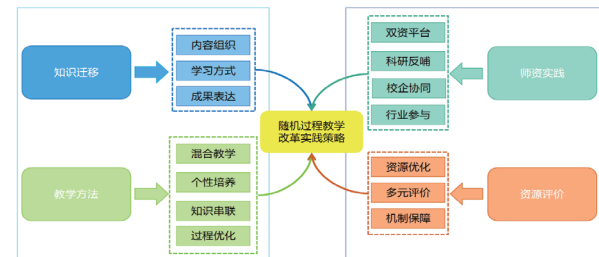 知识迁移
内容组织
学习方式
成果表达
教学方法
混合教学
个性培养
知识串联
过程优化
随机过程教学
改革实践策略
双资平台
科研反哺
校企协同
行业参与
师资实践
资源优化
多元评价
机制保障
资源评价